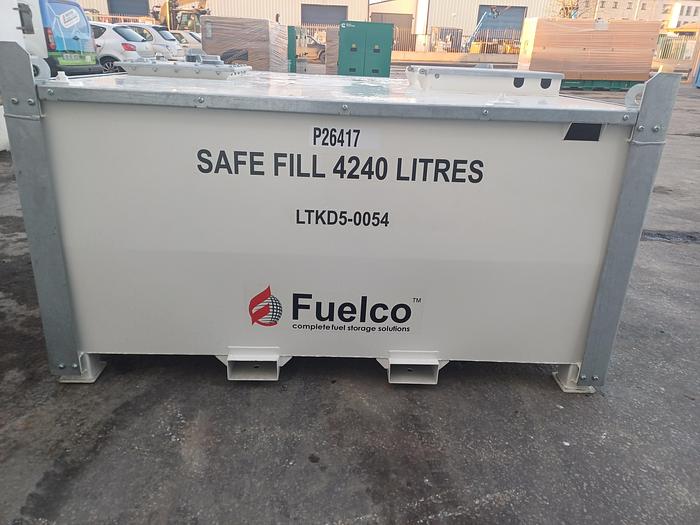 P26417
SAFE FILL 4240 LITRES
LTKD5-0054
Fuelco™
complete fuel storage solutions